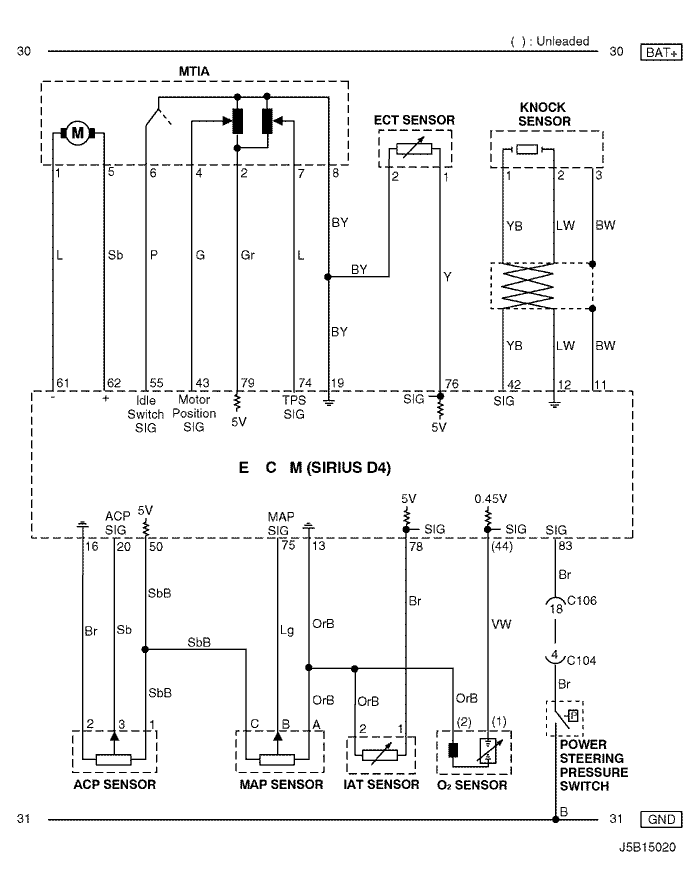 ( ) : Unleaded
30 30 BAT+
MTIA
ECT SENSOR
KNOCK
SENSOR
M
1 5 6 4 2 7 8
2 1
1 2 3
BY
YB LW BW
L Sb P G Gr L
BY
Y
BY
YB LW BW
61 62 55 43 79 74 19 76 42 12 11
- +
Idle
Switch
SIG
Motor
Position
SIG
5V
TPS
SIG
SIG
5V
SIG
E C M (SIRIUS D4)
5V
ACP
SIG
MAP
SIG
5V
SIG
0.45V
SIG
SIG
16 20 50 75 13 78 (44) 83
SbB
Br
C106
18
Br Sb
Lg
OrB
Br
VW
SbB
4
C104
SbB
OrB
OrB
OrB
Br
2 3 1
C B A
2 1
(2) (1)
P
ACP SENSOR
MAP SENSOR
IAT SENSOR
O2 SENSOR
POWER
STEERING
PRESSURE
SWITCH
B
31 31 GND
J5B15020